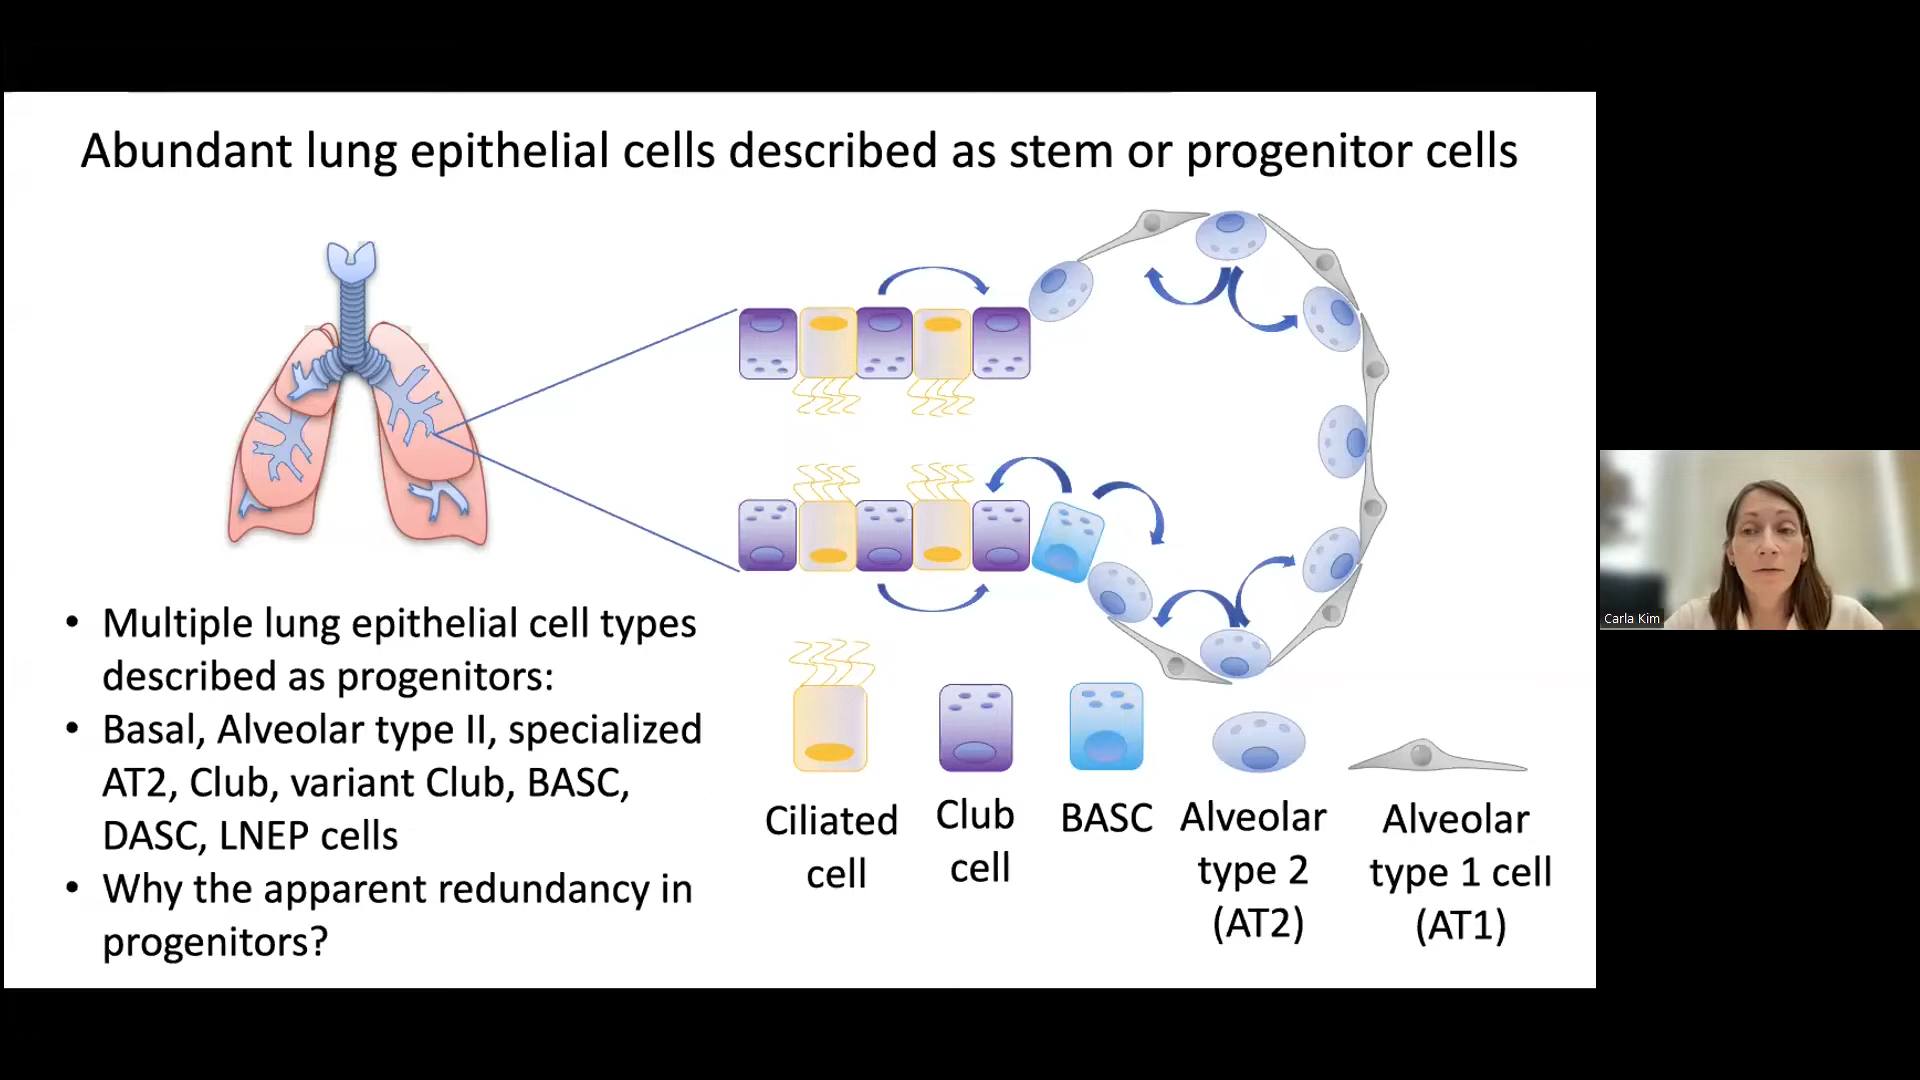 Abundant lung epithelial cells described as stem or progenitor cells
• Multiple lung epithelial cell types
described as progenitors:
• Basal, Alveolar type II, specialized
AT2, Club, variant Club, BASC,
DASC, LNEP cells
• Why the apparent redundancy in
progenitors?
Ciliated
cell
Club
cell
BASC
Alveolar
type 2
(AT2)
Alveolar
type 1 cell
(AT1)
Carla Kim